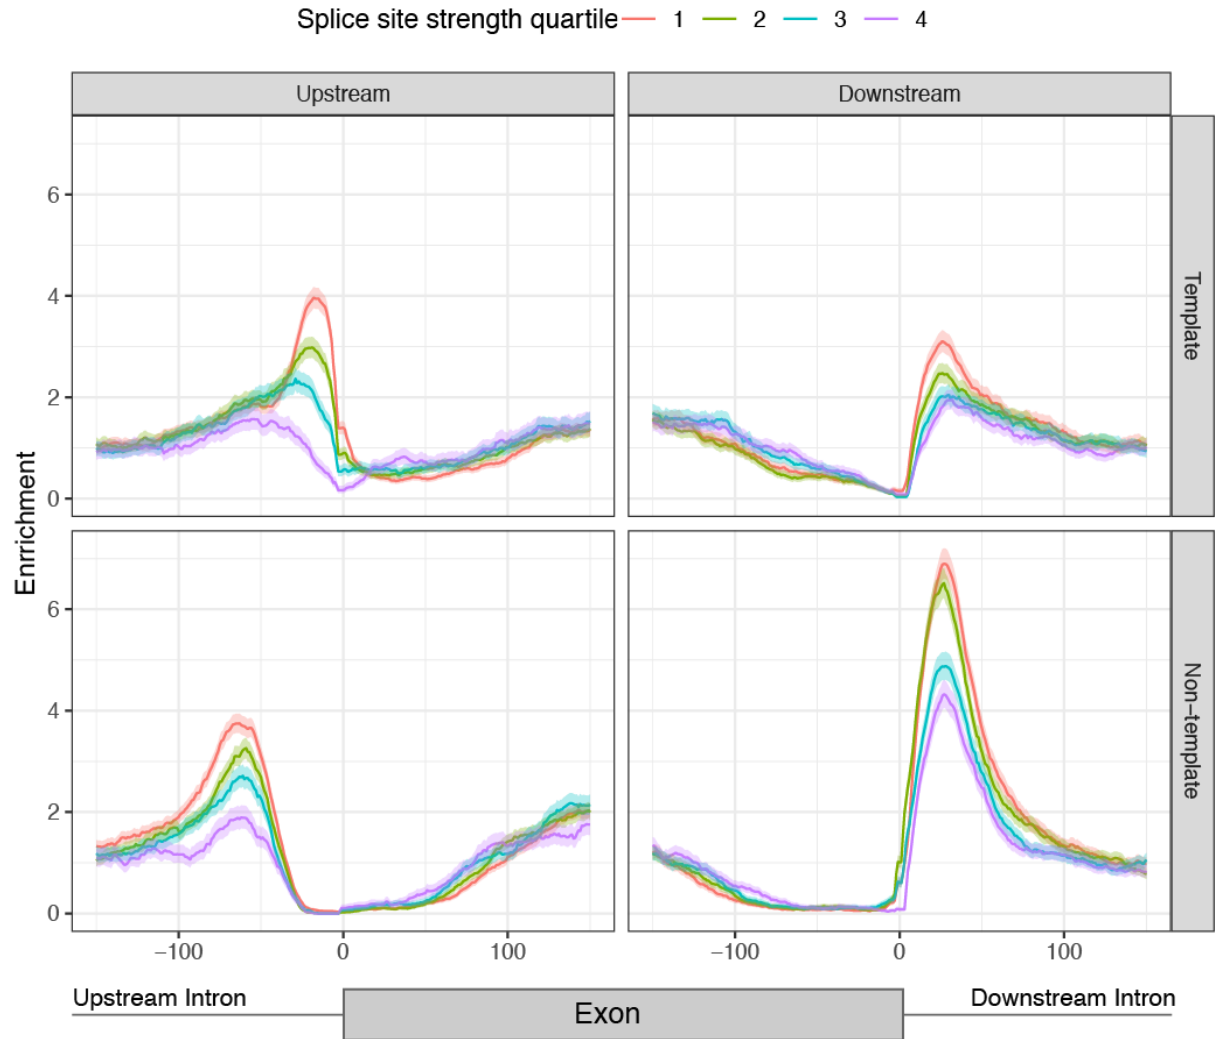 Splice site strength quartile 1 2 3 4
Upstream Downstream
6
4
2
0
Template
Enrrichment
6
4
2
0
Non−template
−100 0 100 −100 0 100
Upstream Intron Exon Downstream Intron